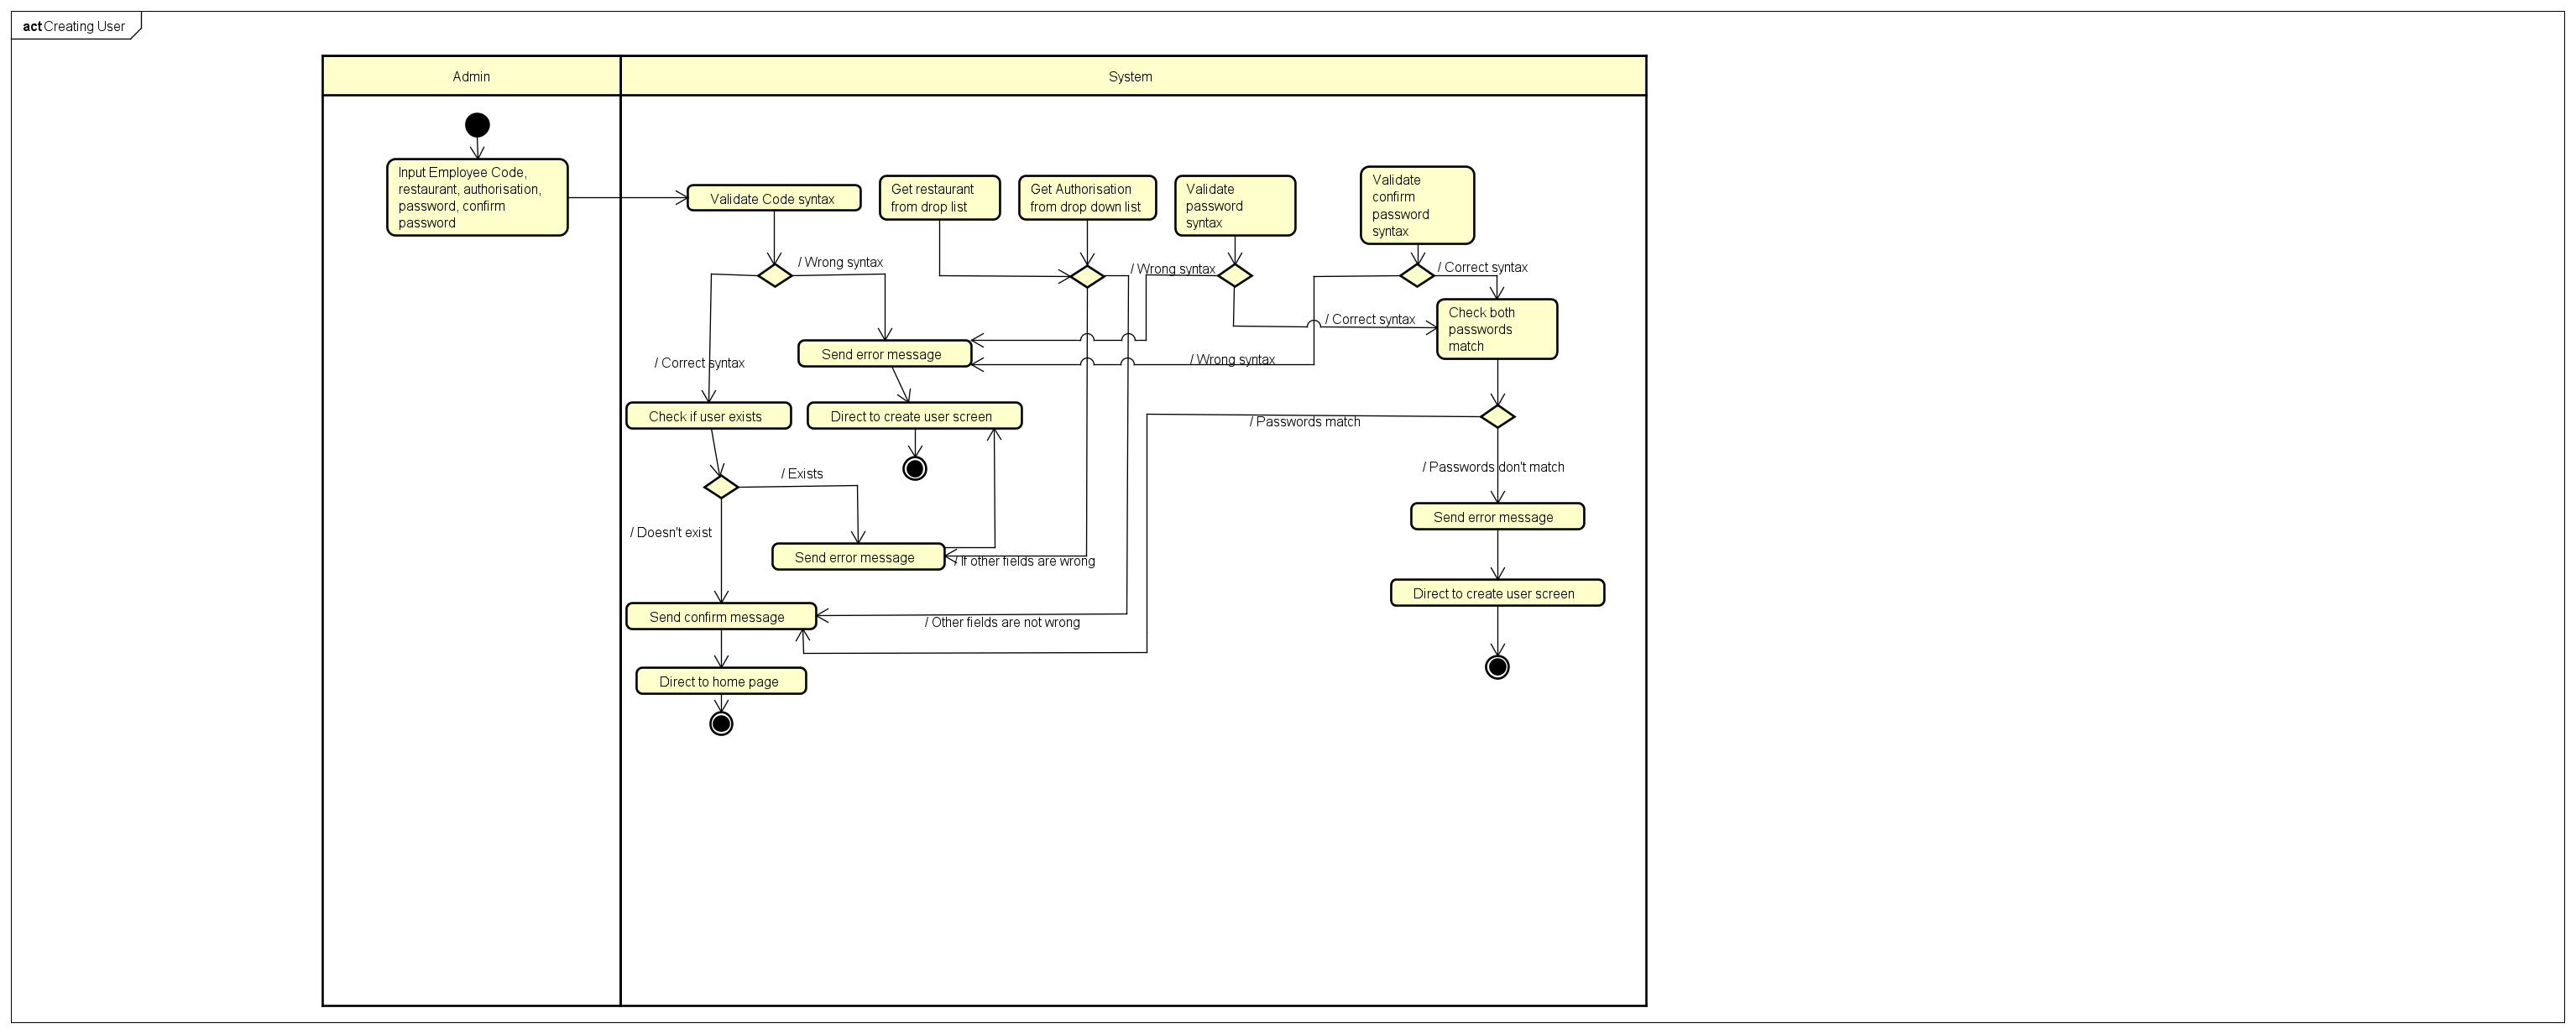 act Creating User
Admin
System
Input Employee Code,
restaurant, authorisation,
password, confirm
password
Validate Code syntax
Get restaurant
from drop list
Get Authorisation
from drop down list
Validate
password
syntax
Validate
confirm
password
syntax
/ Wrong syntax
/ Wrong syntax
/ Correct syntax
Check both
passwords
match
/ Correct syntax
Send error message
/ Wrong syntax
/ Correct syntax
Check if user exists
Direct to create user screen
/ Passwords match
/ Passwords don't match
/ Exists
Send error message
/ Doesn't exist
Send error message
/ If other fields are wrong
Direct to create user screen
Send confirm message
/ Other fields are not wrong
Direct to home page